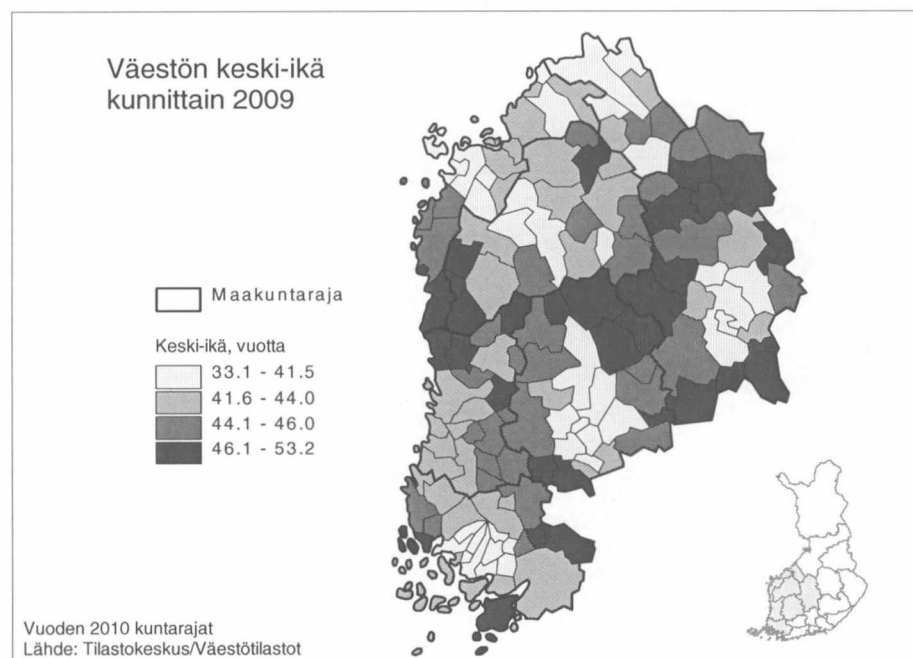 Väestön keski-ikä
kunnittain 2009
Maakuntaraja
Keski-ikä, vuotta
33.1 - 41.5
41.6 - 44.0
44.1 - 46.0
46.1 - 53.2
Vuoden 2010 kuntarajat
Lähde: Tilastokeskus/Väestötilastot